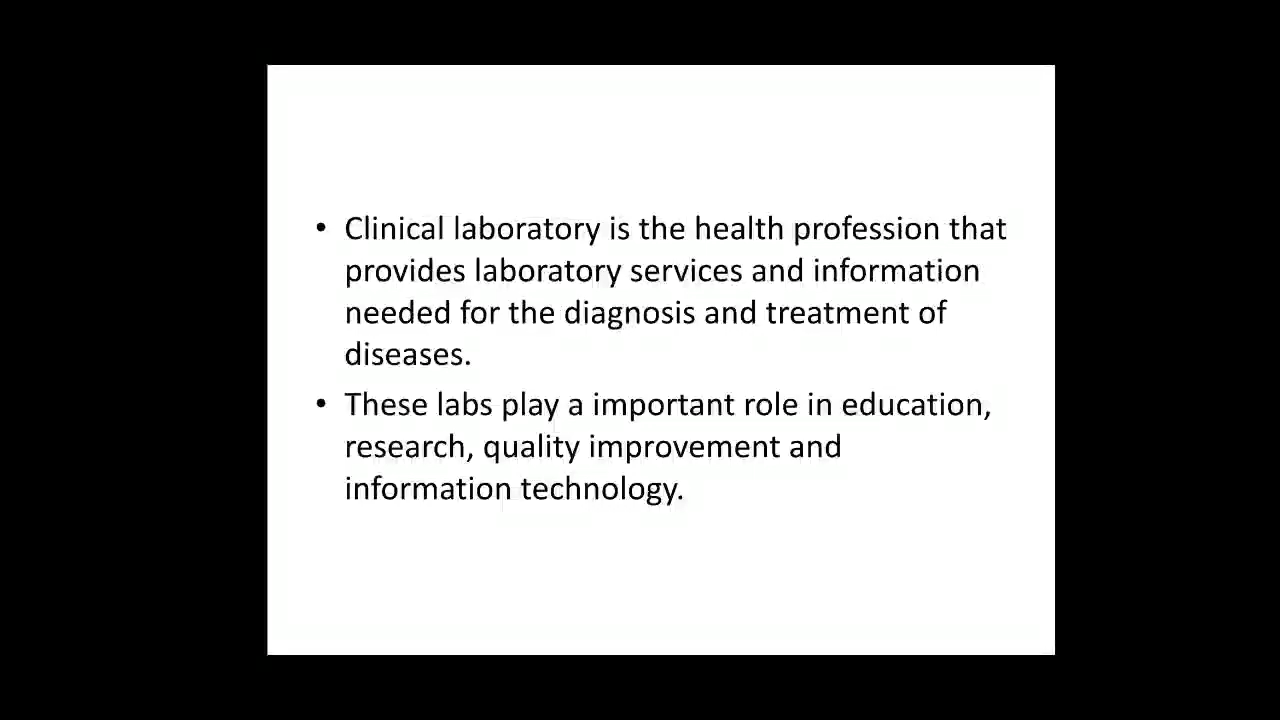 • Clinical laboratory is the health profession that
provides laboratory services and information
needed for the diagnosis and treatment of
diseases.
• These labs play a important role in education,
research, quality improvement and
information technology.